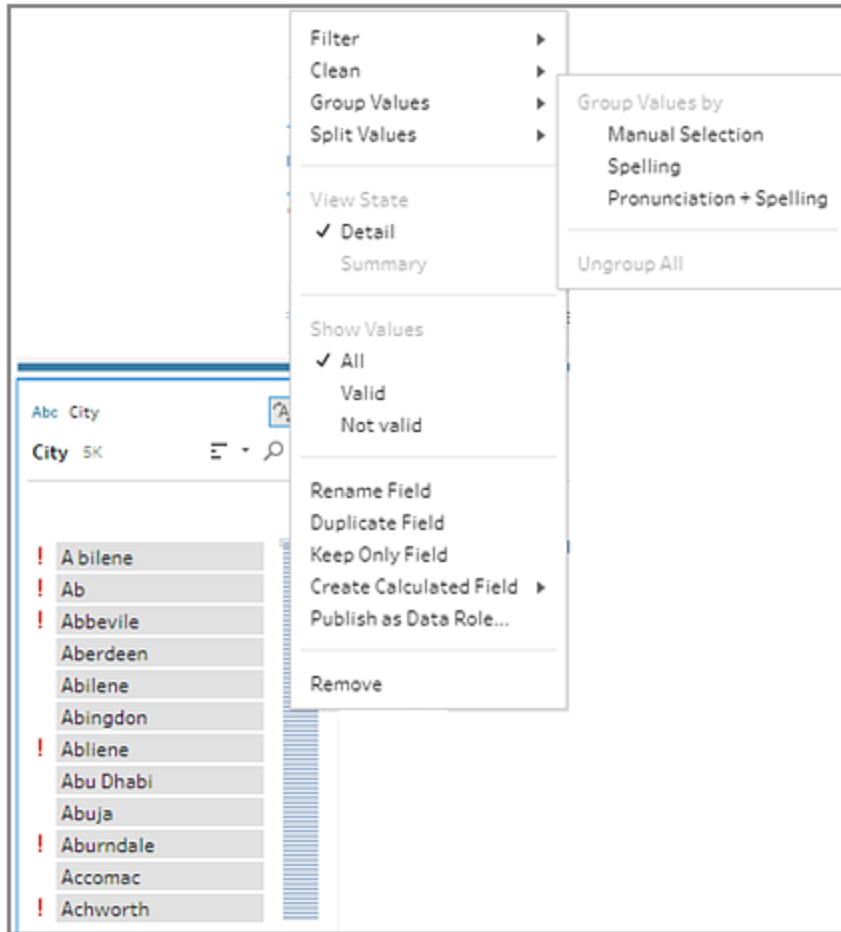 Filter
Clean
Group Values
Split Values
View State
✓ Detail
Summary
Show Values
✓ All
Valid
Not valid
Rename Field
Duplicate Field
Keep Only Field
Create Calculated Field
Publish as Data Role...
Remove
Group Values by
Manual Selection
Spelling
Pronunciation + Spelling
Ungroup All
Abc City
City 5K
! A bilene
! Ab
! Abbevile
Aberdeen
Abilene
Abingdon
! Abliene
Abu Dhabi
Abuja
! Aburndale
Accomac
! Achworth